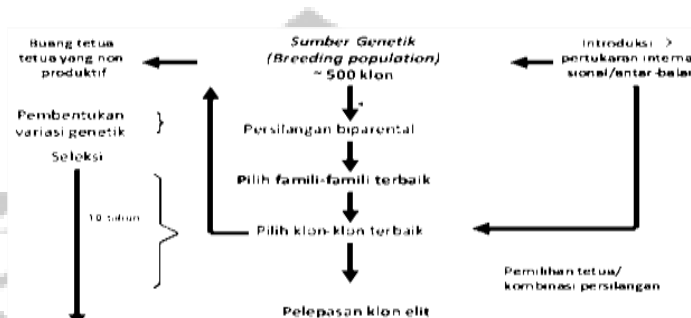 Buang tetua
tetua yang non
produktif
Sumber Genetik
(Breeding population)
~ 500 klon
Introduksi >
pertukaran interna
sional/antar-balai
Pembentukan
variasi genetik
}
Persilangan biparental
Seleksi
Pilih famili-famili terbaik
10 tahun
Pilih klon-klon terbaik
Pemilihan tetua/
kombinasi persilangan
Pelepasan klon elit